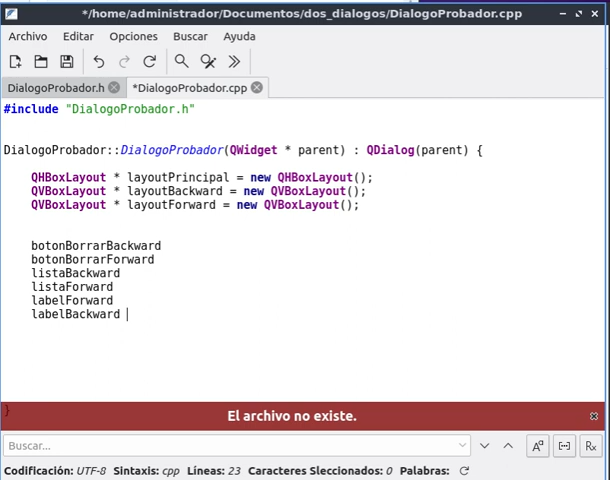 */home/administrador/Documentos/dos_dialogos/DialogoProbador.cpp
Archivo Editar Opciones Buscar Ayuda
DialogoProbador.h *DialogoProbador.cpp
#include "DialogoProbador.h"
DialogoProbador::DialogoProbador(QWidget * parent) : QDialog(parent) {
QHBoxLayout * layoutPrincipal = new QHBoxLayout();
QVBoxLayout * layoutBackward = new QVBoxLayout();
QVBoxLayout * layoutForward = new QVBoxLayout();
botonBorrarBackward
botonBorrarForward
listaBackward
listaForward
labelForward
labelBackward
}
El archivo no existe.
Buscar...
Codificación: UTF-8 Sintaxis: cpp Líneas: 23 Caracteres Sleccionados: 0 Palabras: